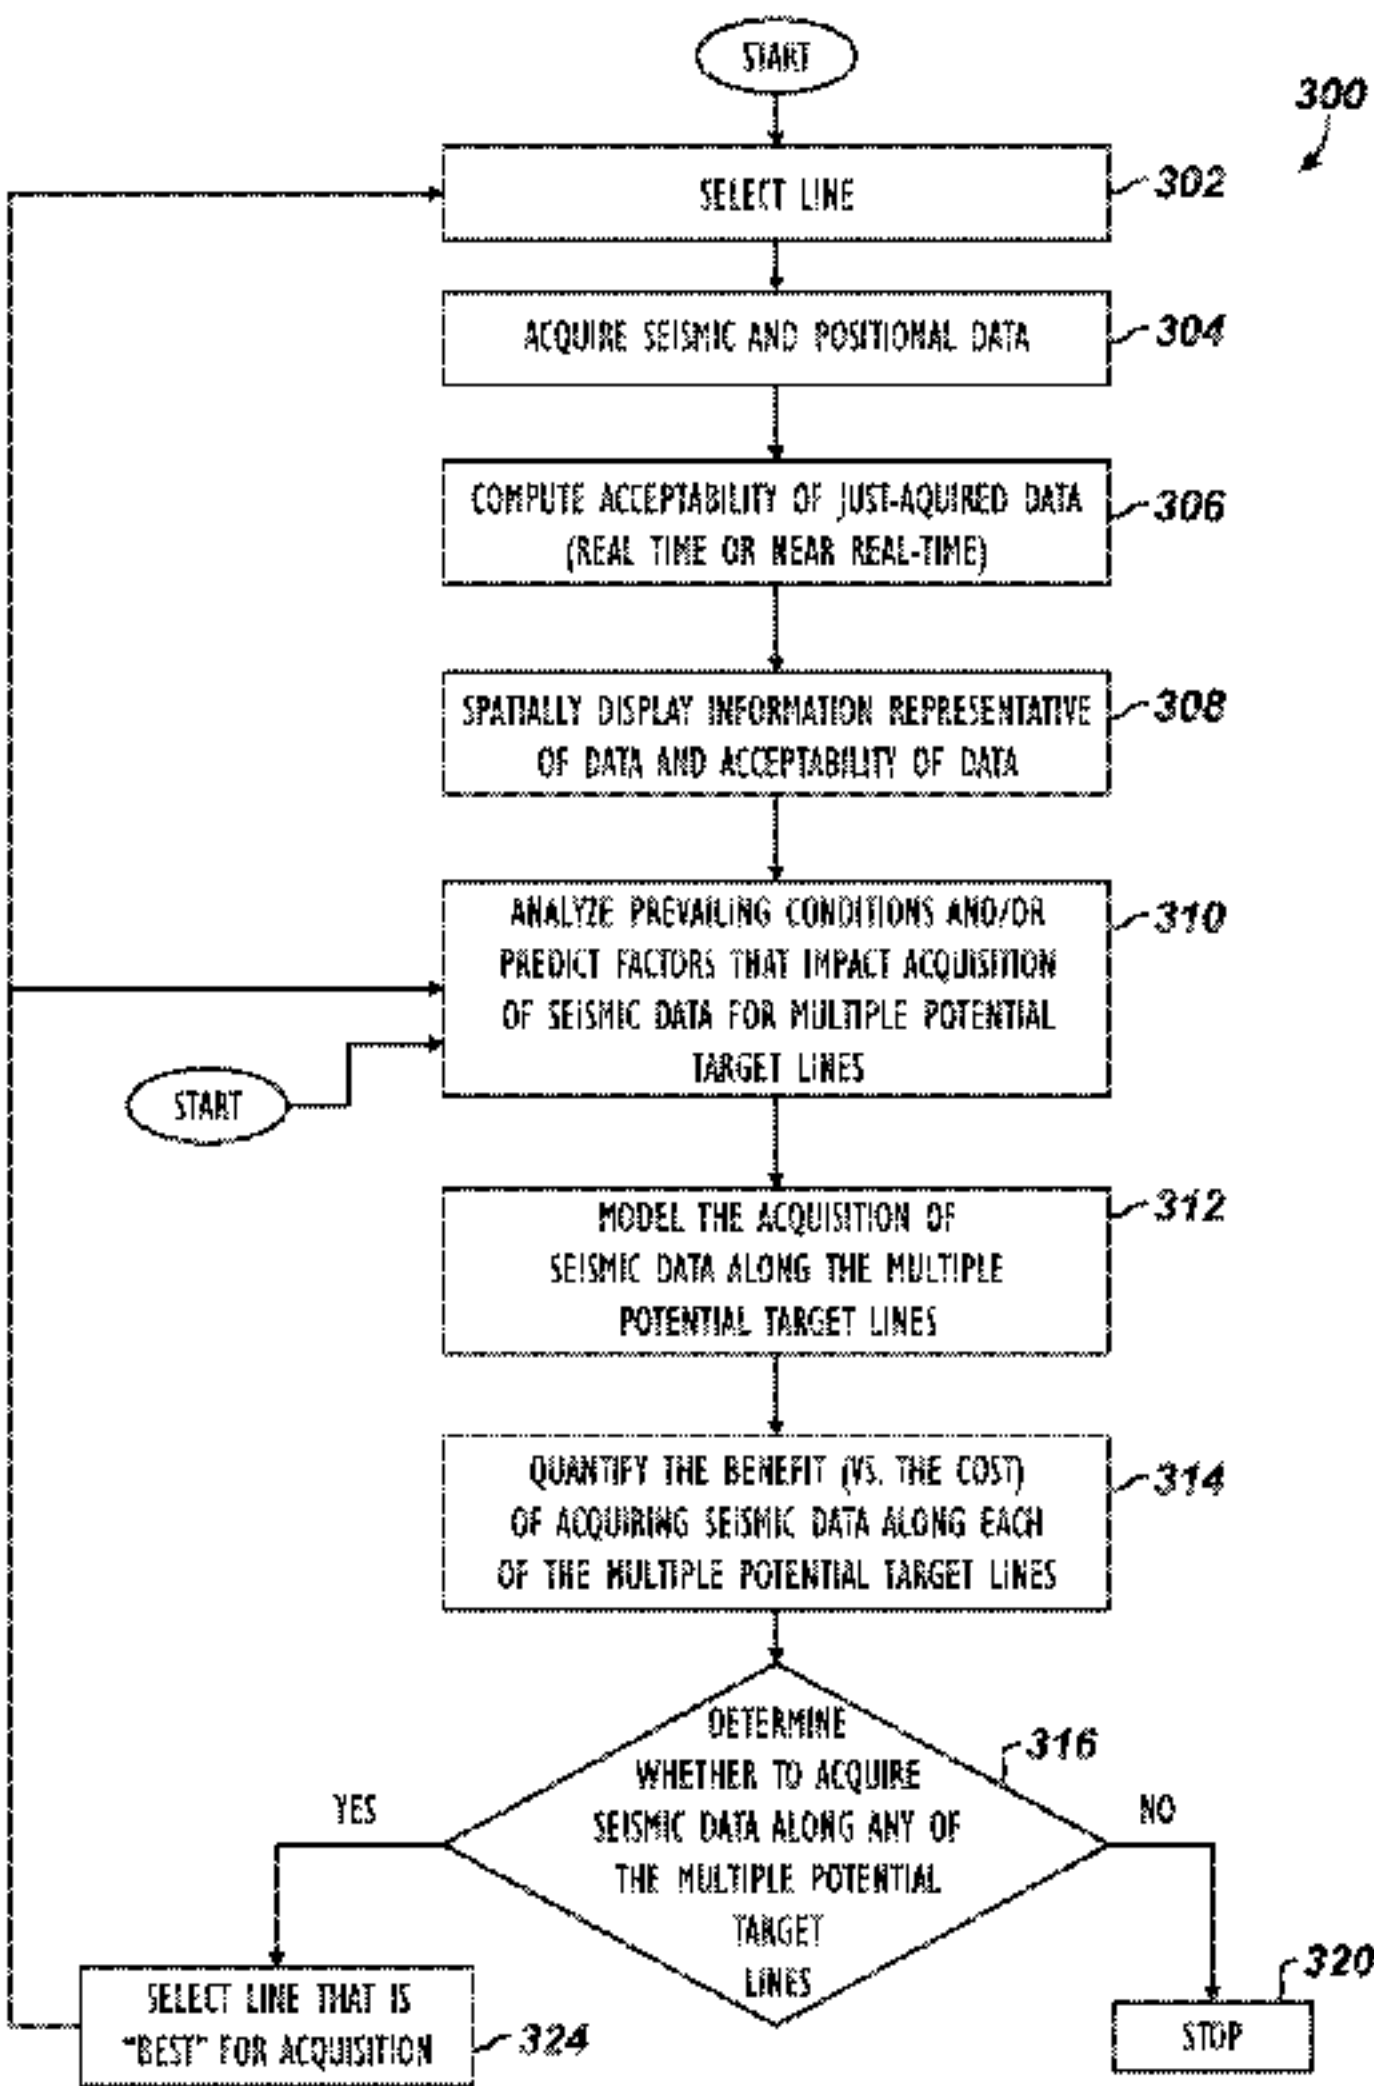 START
300
SELECT LINE
302
ACQUIRE SEISMIC AND POSITIONAL DATA
304
COMPUTE ACCEPTABILITY OF JUST-AQUIRED DATA
(REAL TIME OR NEAR REAL-TIME)
306
SPATIALLY DISPLAY INFORMATION REPRESENTATIVE
OF DATA AND ACCEPTABILITY OF DATA
308
ANALYZE PREVAILING CONDITIONS AND/OR
PREDICT FACTORS THAT IMPACT ACQUISITION
OF SEISMIC DATA FOR MULTIPLE POTENTIAL
TARGET LINES
310
START
MODEL THE ACQUISITION OF
SEISMIC DATA ALONG THE MULTIPLE
POTENTIAL TARGET LINES
312
QUANTIFY THE BENEFIT (VS. THE COST)
OF ACQUIRING SEISMIC DATA ALONG EACH
OF THE MULTIPLE POTENTIAL TARGET LINES
314
DETERMINE
WHETHER TO ACQUIRE
SEISMIC DATA ALONG ANY OF
THE MULTIPLE POTENTIAL
TARGET
LINES
316
YES
NO
SELECT LINE THAT IS
"BEST" FOR ACQUISITION
324
STOP
320